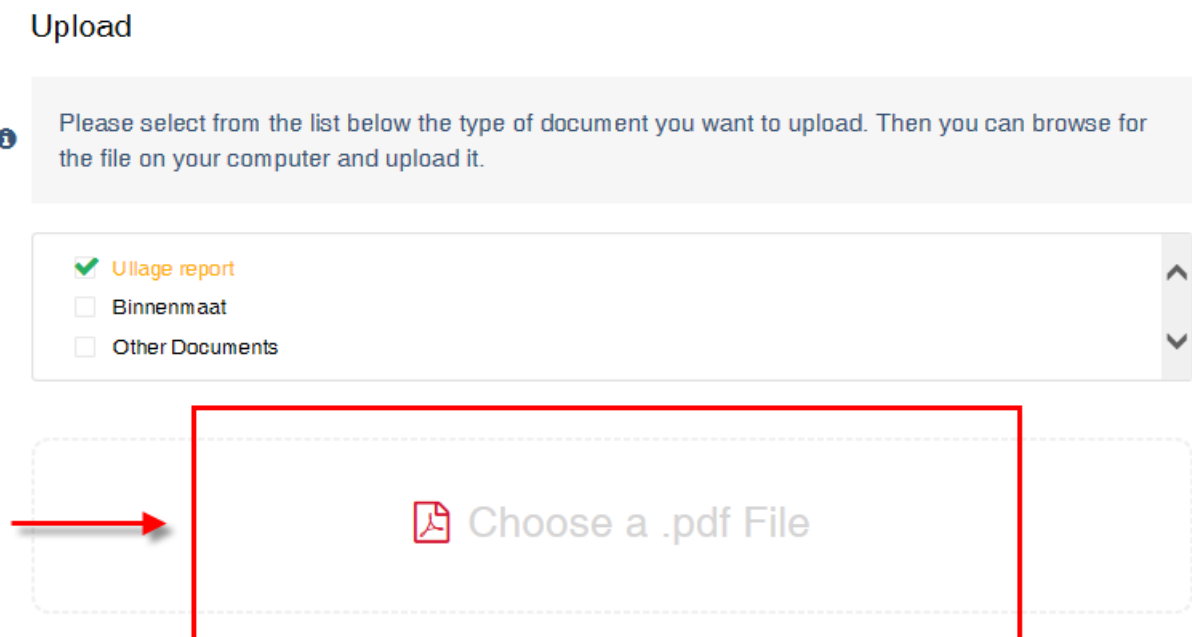 Upload
Please select from the list below the type of document you want to upload. Then you can browse for
the file on your computer and upload it.
Ullage report
Binnenmaat
Other Documents
Choose a .pdf File